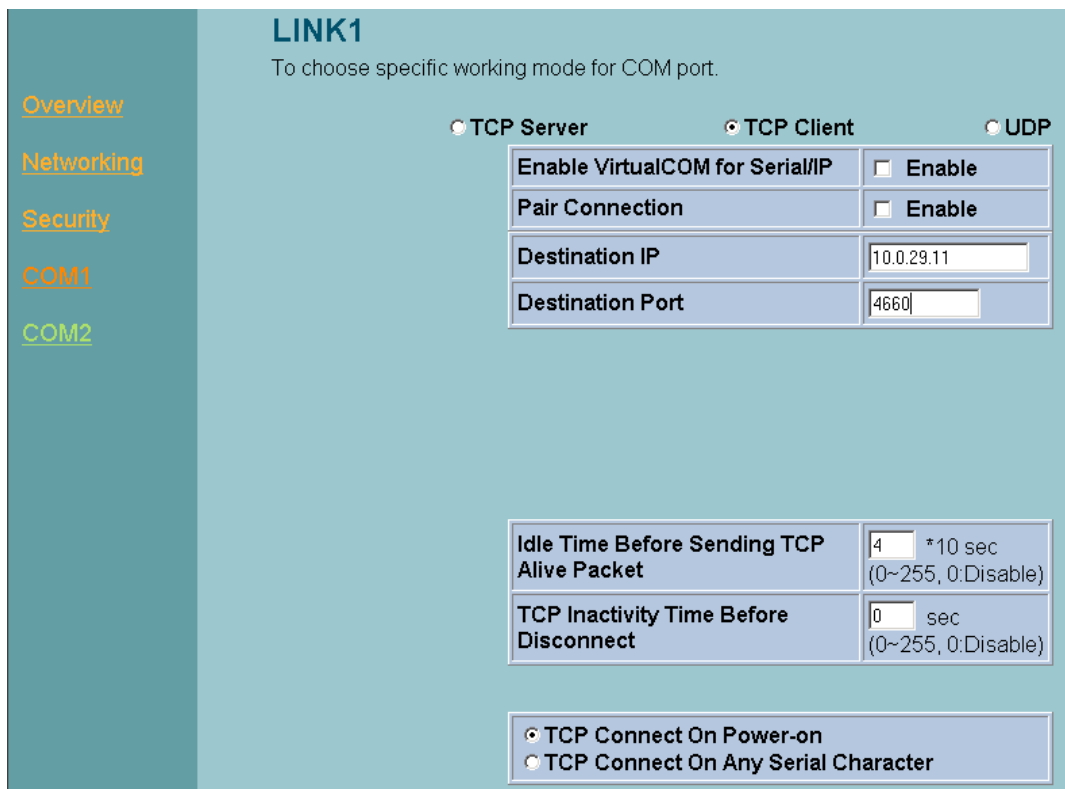 LINK1
To choose specific working mode for COM port.
Overview
Networking
Security
COM1
COM2
TCP Server TCP Client UDP
Enable VirtualCOM for Serial/IP Enable
Pair Connection Enable
Destination IP 10.0.29.11
Destination Port 4660
Idle Time Before Sending TCP
Alive Packet
4 *10 sec
(0~255, 0:Disable)
TCP Inactivity Time Before
Disconnect
0 sec
(0~255, 0:Disable)
TCP Connect On Power-on
TCP Connect On Any Serial Character